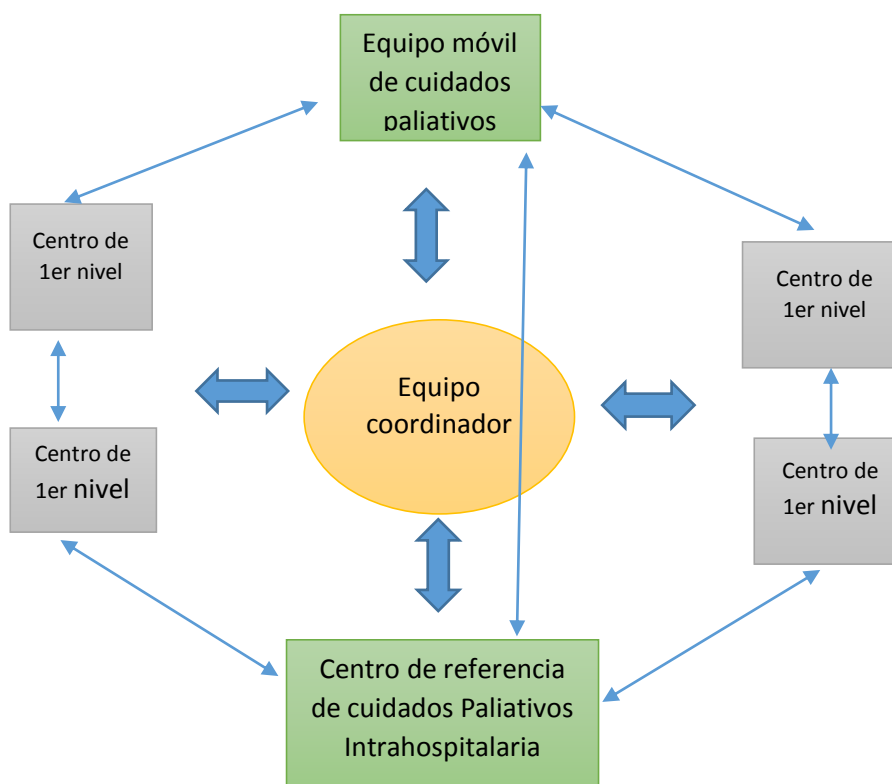 Equipo móvil
de cuidados
paliativos
Centro de
1er nivel
Centro de
1er nivel
Equipo
coordinador
Centro de
1er nivel
Centro de
1er nivel
Centro de referencia
de cuidados Paliativos
Intrahospitalaria